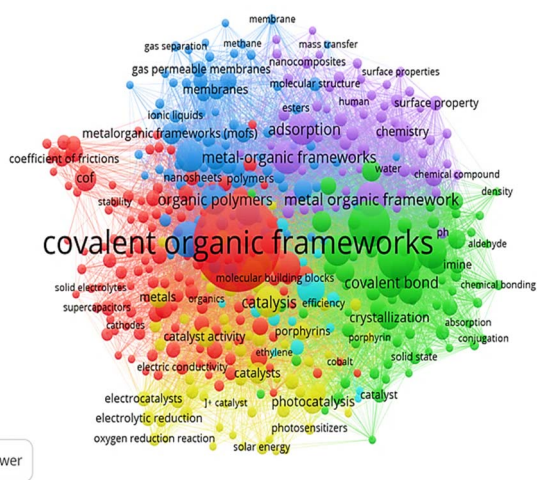 membrane
gas separation
methane
mass transfer
nanocomposites
gas permeable membranes
surface properties
molecular structure
membranes
esters
human
surface property
ionic liquids
metalorganic frameworks (mofs)
adsorption
chemistry
coefficient of frictions
metal-organic frameworks
water
chemical compound
cof
nanosheets
polymers
density
stability
organic polymers
metal organic framework
ph
covalent organic frameworks
aldehyde
imine
molecular building blocks
covalent bond
chemical bonding
solid electrolytes
metals
organics
catalysis
efficiency
supercapacitors
crystallization
absorption
cathodes
catalyst activity
porphyrins
porphyrin
conjugation
ethylene
solid state
electric conductivity
catalysts
cobalt
electrocatalysts
]+ catalyst
photocatalysis
catalyst
electrolytic reduction
photosensitizers
oxygen reduction reaction
solar energy
wer